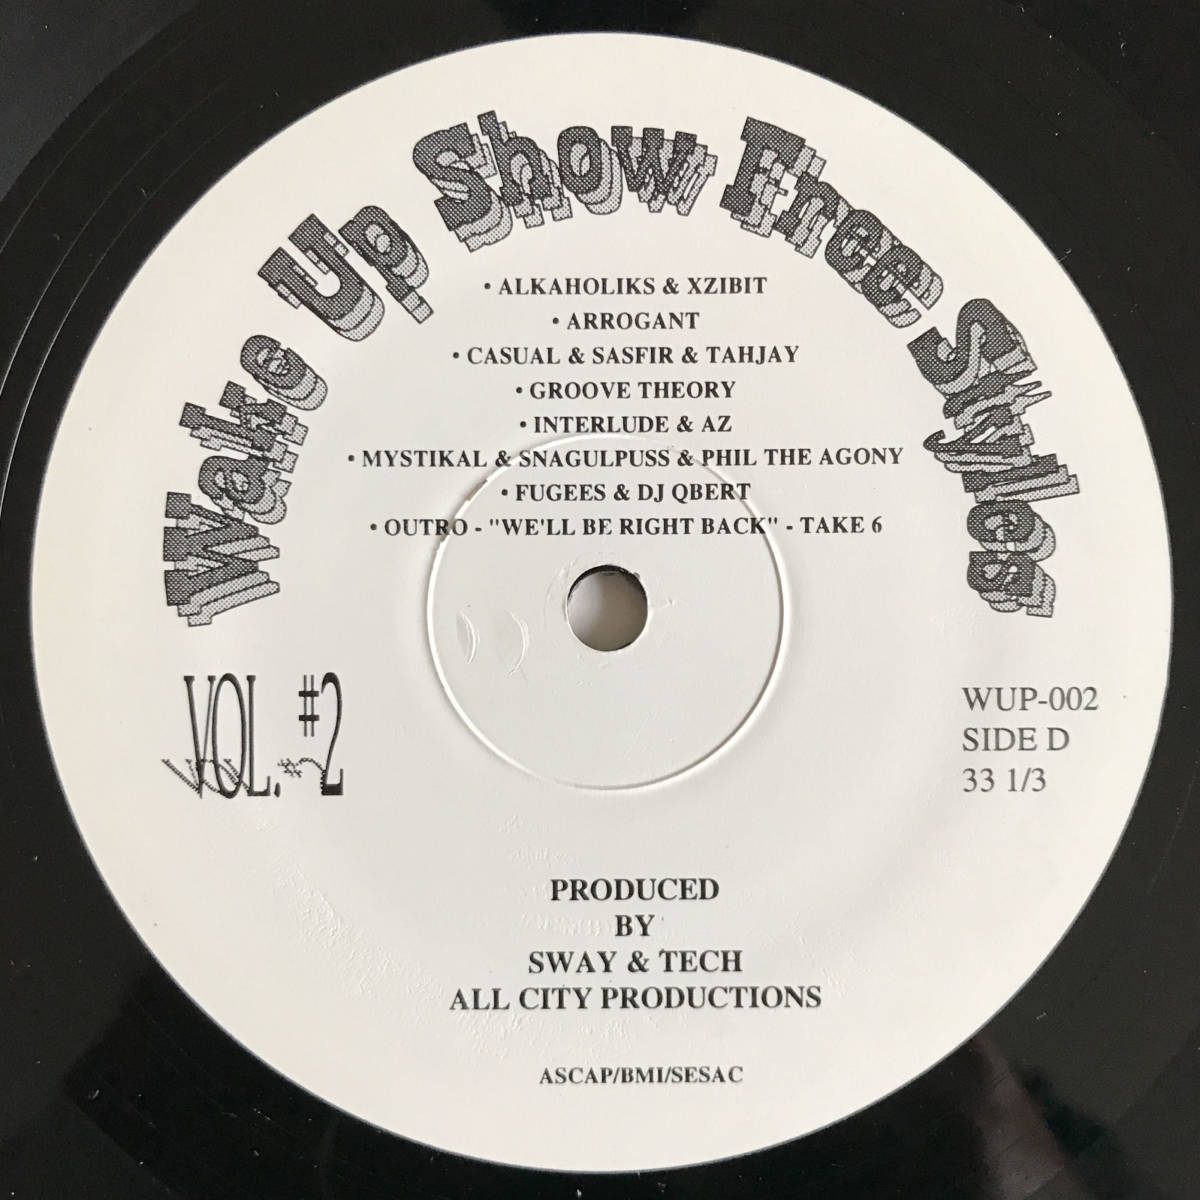 Wake Up Show Free Styles
• ALKAHOLIKS & XZIBIT
• ARROGANT
• CASUAL & SASFIR & TAHJAY
• GROOVE THEORY
• INTERLUDE & AZ
• MYSTIKAL & SNAGULPUSS & PHIL THE AGONY
• FUGEES & DJ QBERT
• OUTRO - "WE'LL BE RIGHT BACK" - TAKE 6
VOL. #2
WUP-002
SIDE D
33 1/3
PRODUCED
BY
SWAY & TECH
ALL CITY PRODUCTIONS
ASCAP/BMI/SESAC